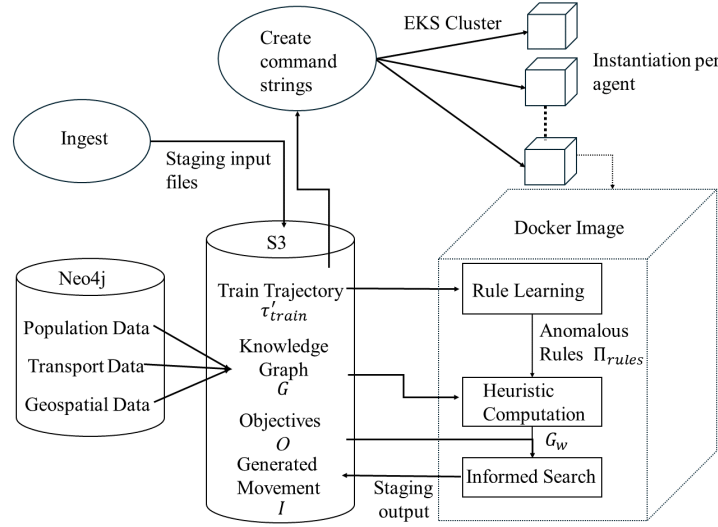 Create
command
strings
EKS Cluster
Instantiation per
agent
Ingest
Staging input
files
S3
Docker Image
Neo4j
Population Data
Transport Data
Geospatial Data
Train Trajectory
τ′train
Knowledge
Graph
G
Objectives
O
Generated
Movement
I
Rule Learning
Anomalous
Rules Πrules
Heuristic
Computation
Gw
Informed Search
Staging
output